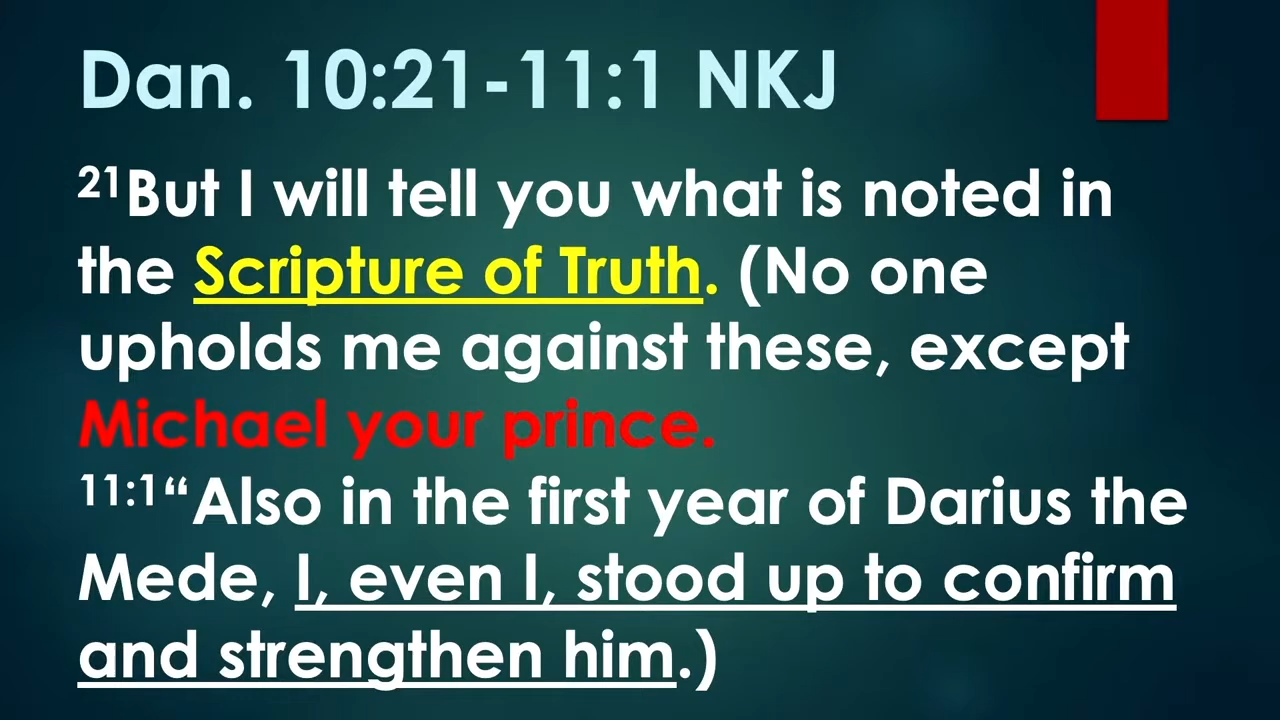 Dan. 10:21-11:1 NKJ
21But I will tell you what is noted in
the Scripture of Truth. (No one
upholds me against these, except
Michael your prince.
11:1“Also in the first year of Darius the
Mede, I, even I, stood up to confirm
and strengthen him.)